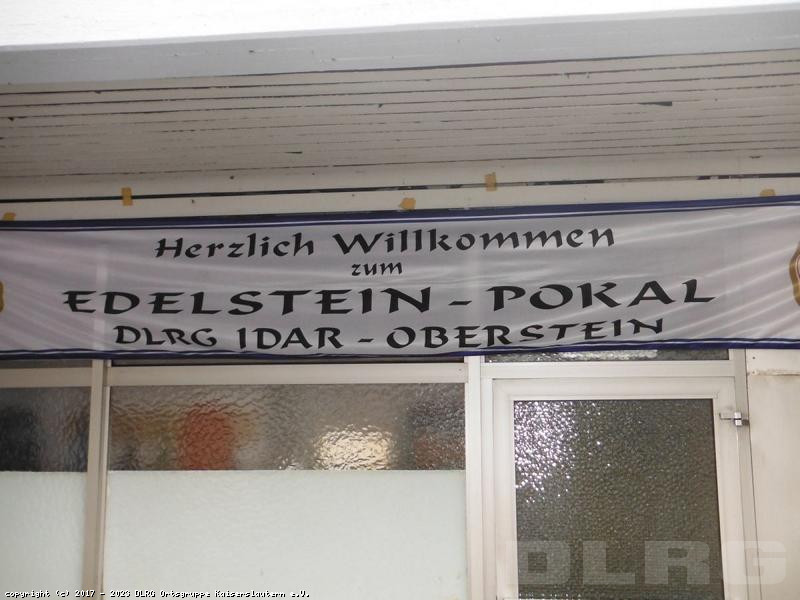 Herzlich Willkommen
zum
EDELSTEIN - POKAL
DLRG IDAR - OBERSTEIN
DLRG
copyright (c) 2017 - 2023 DLRG Ortsgruppe Kaiserslautern e.V.